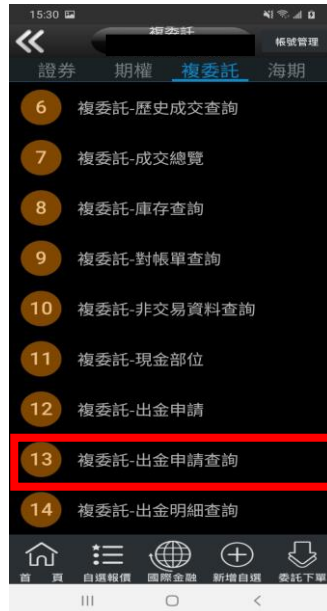 15:30
複委託
帳號管理
證券 期權 複委託 海期
6 複委託-歷史成交查詢
7 複委託-成交總覽
8 複委託-庫存查詢
9 複委託-對帳單查詢
10 複委託-非交易資料查詢
11 複委託-現金部位
12 複委託-出金申請
13 複委託-出金申請查詢
14 複委託-出金明細查詢
首 頁 自選報價 國際金融 新增自選 委託下單